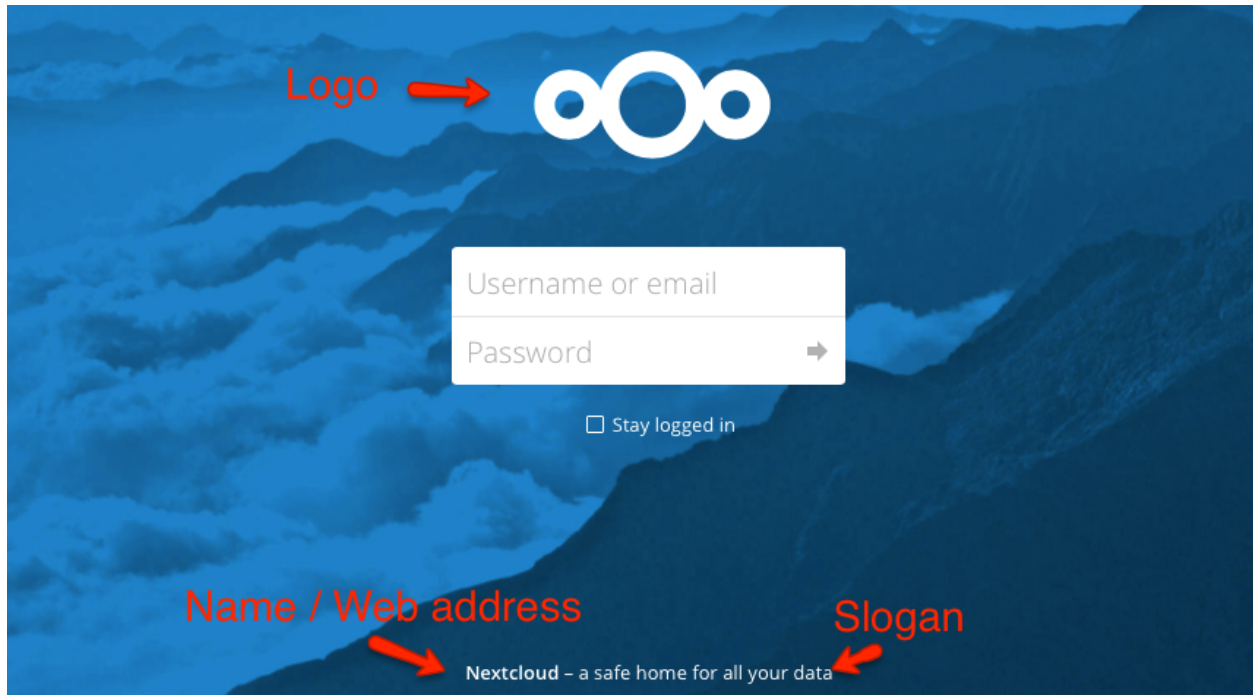 Logo
Username or email
Password
Stay logged in
Name / Web address
Slogan
Nextcloud – a safe home for all your data